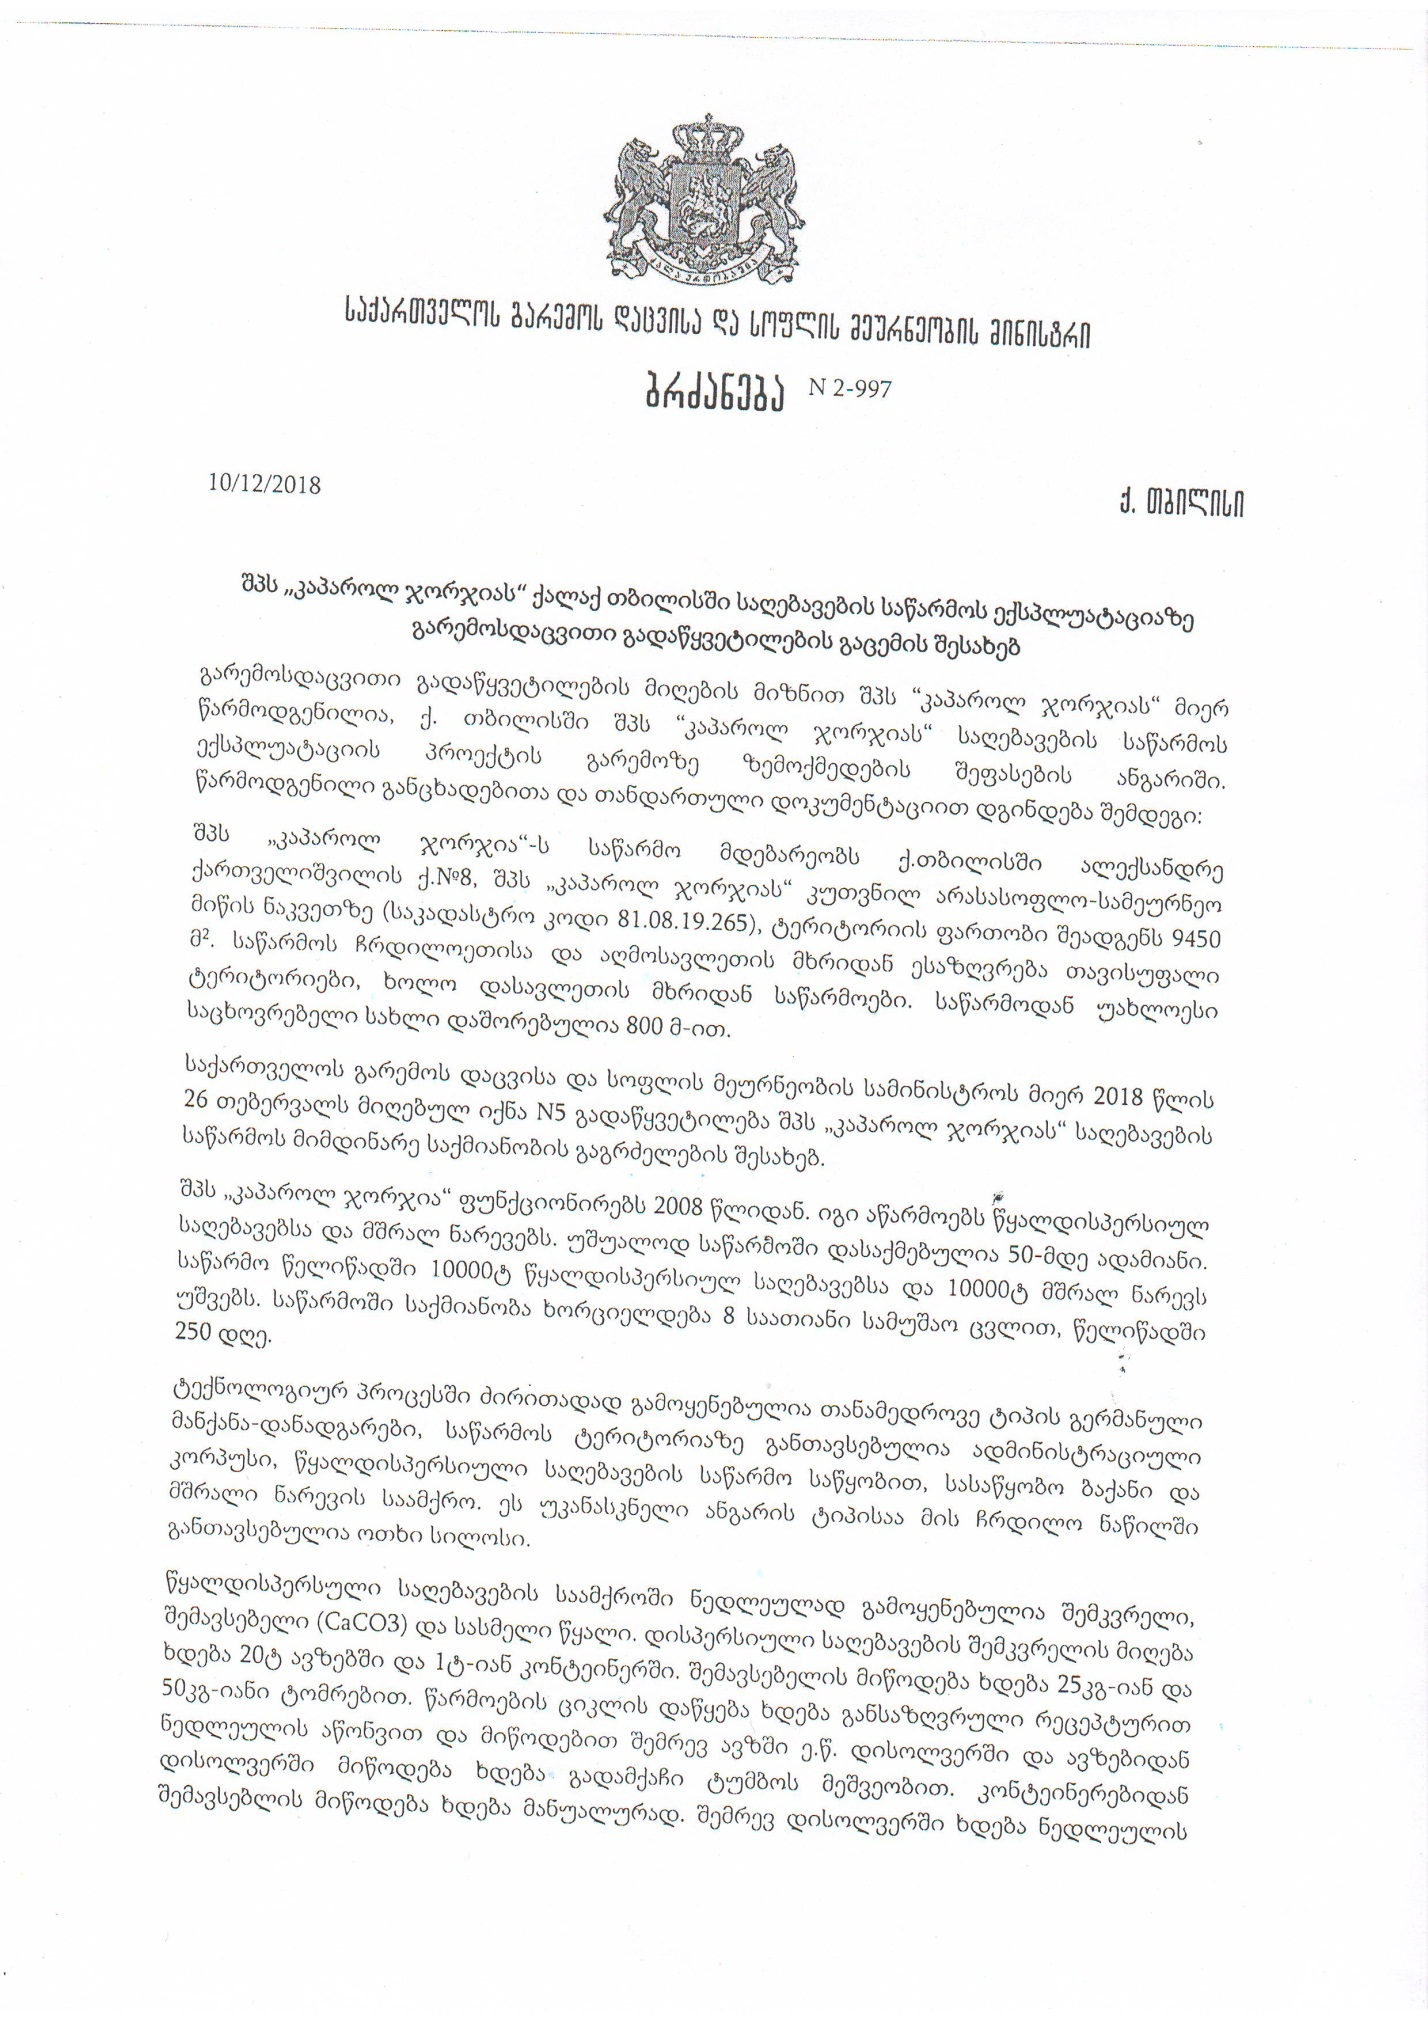 ძალა ერთობაშია
საქართველოს გარემოს დაცვისა და სოფლის მეურნეობის მინისტრი
ბრძანება N 2-997
10/12/2018
ქ. თბილისი
შპს „კაპაროლ ჯორჯიას“ ქალაქ თბილისში საღებავების საწარმოს ექსპლუატაციაზე
გარემოსდაცვითი გადაწყვეტილების გაცემის შესახებ
გარემოსდაცვითი გადაწყვეტილების მიღების მიზნით შპს “კაპაროლ ჯორჯიას“ მიერ
წარმოდგენილია, ქ. თბილისში შპს “კაპაროლ ჯორჯიას“ საღებავების საწარმოს
ექსპლუატაციის პროექტის გარემოზე ზემოქმედების შეფასების ანგარიში.
წარმოდგენილი განცხადებითა და თანდართული დოკუმენტაციით დგინდება შემდეგი:
შპს „კაპაროლ ჯორჯია“-ს საწარმო მდებარეობს ქ.თბილისში ალექსანდრე
ქართველიშვილის ქ.№8, შპს „კაპაროლ ჯორჯიას“ კუთვნილ არასასოფლო-სამეურნეო
მიწის ნაკვეთზე (საკადასტრო კოდი 81.08.19.265), ტერიტორიის ფართობი შეადგენს 9450
მ². საწარმოს ჩრდილოეთისა და აღმოსავლეთის მხრიდან ესაზღვრება თავისუფალი
ტერიტორიები, ხოლო დასავლეთის მხრიდან საწარმოები. საწარმოდან უახლოესი
საცხოვრებელი სახლი დაშორებულია 800 მ-ით.
საქართველოს გარემოს დაცვისა და სოფლის მეურნეობის სამინისტროს მიერ 2018 წლის
26 თებერვალს მიღებულ იქნა N5 გადაწყვეტილება შპს „კაპაროლ ჯორჯიას“ საღებავების
საწარმოს მიმდინარე საქმიანობის გაგრძელების შესახებ.
შპს „კაპაროლ ჯორჯია“ ფუნქციონირებს 2008 წლიდან. იგი აწარმოებს წყალდისპერსიულ
საღებავებსა და მშრალ ნარევებს. უშუალოდ საწარმოში დასაქმებულია 50-მდე ადამიანი.
საწარმო წელიწადში 10000ტ წყალდისპერსიულ საღებავებსა და 10000ტ მშრალ ნარევს
უშვებს. საწარმოში საქმიანობა ხორციელდება 8 საათიანი სამუშაო ცვლით, წელიწადში
250 დღე.
ტექნოლოგიურ პროცესში ძირითადად გამოყენებულია თანამედროვე ტიპის გერმანული
მანქანა-დანადგარები, საწარმოს ტერიტორიაზე განთავსებულია ადმინისტრაციული
კორპუსი, წყალდისპერსიული საღებავების საწარმო საწყობით, სასაწყობო ბაქანი და
მშრალი ნარევის საამქრო. ეს უკანასკნელი ანგარის ტიპისაა მის ჩრდილო ნაწილში
განთავსებულია ოთხი სილოსი.
წყალდისპერსული საღებავების საამქროში ნედლეულად გამოყენებულია შემკვრელი,
შემავსებელი (CaCO3) და სასმელი წყალი. დისპერსიული საღებავების შემკვრელის მიღება
ხდება 20ტ ავზებში და 1ტ-იან კონტეინერში. შემავსებელის მიწოდება ხდება 25კგ-იან და
50კგ-იანი ტომრებით. წარმოების ციკლის დაწყება ხდება განსაზღვრული რეცეპტურით
ნედლეულის აწონვით და მიწოდებით შემრევ ავზში ე.წ. დისოლვერში და ავზებიდან
დისოლვერში მიწოდება ხდება გადამქაჩი ტუმბოს მეშვეობით. კონტეინერებიდან
შემავსებლის მიწოდება ხდება მანუალურად. შემრევ დისოლვერში ხდება ნედლეულის